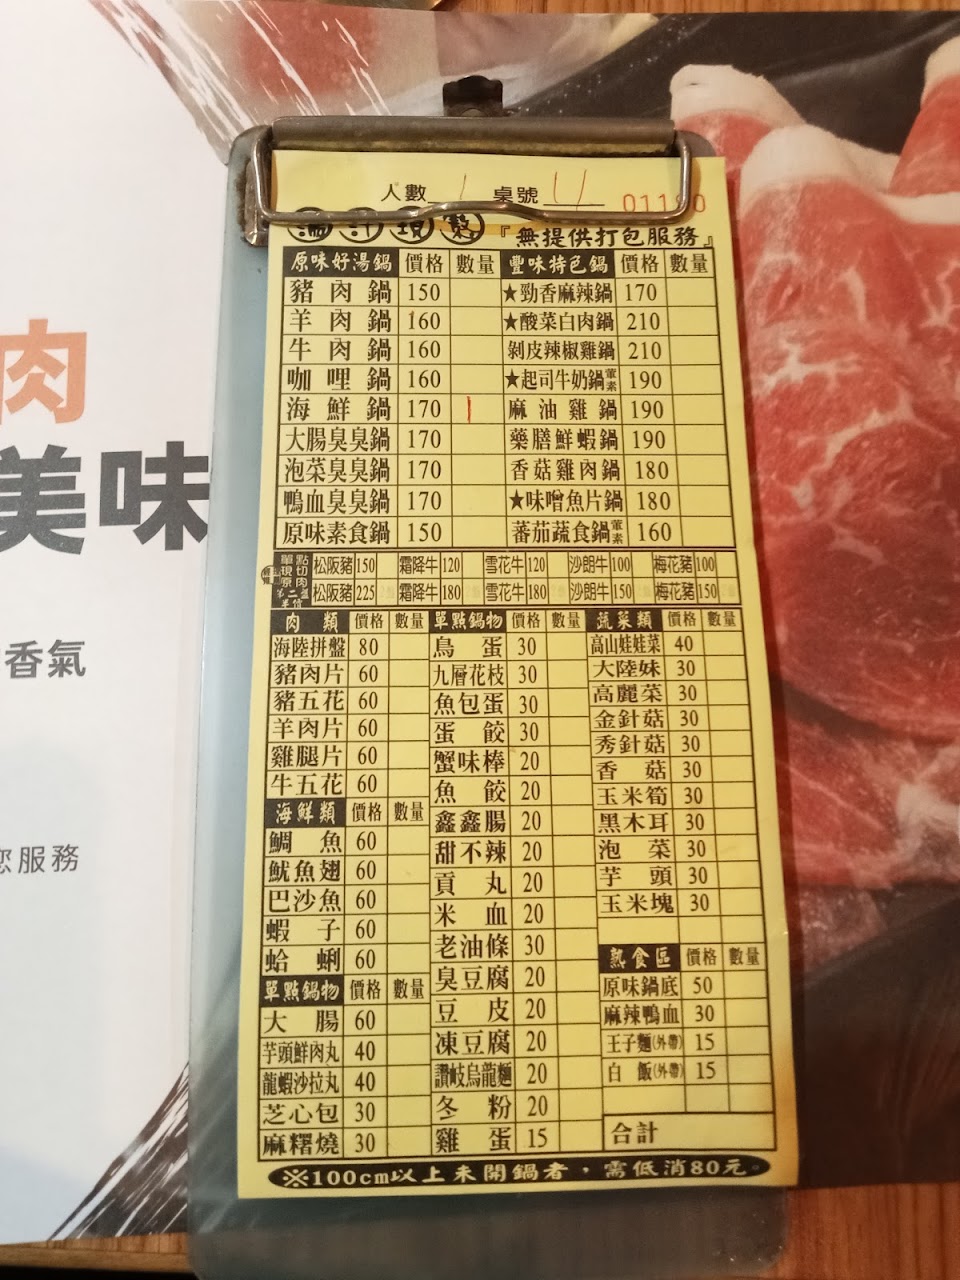 肉
美味
香氣
您服務
人數 1 桌號 4
『無提供打包服務』
原味好湯鍋 價格 數量 豐味特色鍋 價格 數量
豬肉鍋 150 ★勁香麻辣鍋 170
羊肉鍋 160 ★酸菜白肉鍋 210
牛肉鍋 160 剝皮辣椒雞鍋 210
咖哩鍋 160 ★起司牛奶鍋葷素 190
海鮮鍋 170 1 麻油雞鍋 190
大腸臭臭鍋 170 藥膳鮮蝦鍋 190
泡菜臭臭鍋 170 香菇雞肉鍋 180
鴨血臭臭鍋 170 ★味噌魚片鍋 180
原味素食鍋 150 蕃茄蔬食鍋葷素 160
單點現切原肉
松阪豬 150 霜降牛 120 雪花牛 120 沙朗牛 100 梅花豬 100
松阪豬 225 霜降牛 180 雪花牛 180 沙朗牛 150 梅花豬 150
肉類 價格 數量 單點鍋物 價格 數量 蔬菜類 價格 數量
海陸拼盤 80 鳥蛋 30 高山娃娃菜 40
豬肉片 60 九層花枝 30 大陸妹 30
豬五花 60 魚包蛋 30 高麗菜 30
羊肉片 60 蛋餃 30 金針菇 30
雞腿片 60 蟹味棒 20 秀針菇 30
牛五花 60 魚餃 20 香菇 30
海鮮類 價格 數量 鑫鑫腸 20 玉米筍 30
鯛魚 60 甜不辣 20 黑木耳 30
魷魚翅 60 貢丸 20 泡菜 30
巴沙魚 60 米血 20 芋頭 30
蝦子 60 老油條 30 玉米塊 30
蛤蜊 60 臭豆腐 20 熟食區 價格 數量
單點鍋物 價格 數量 豆皮 20 原味鍋底 50
大腸 60 凍豆腐 20 麻辣鴨血 30
芋頭鮮肉丸 40 讚岐烏龍麵 20 王子麵(外帶) 15
龍蝦沙拉丸 40 冬粉 20 白飯(外帶) 15
芝心包 30 雞蛋 15
麻糬燒 30 合計
※100cm以上未開鍋者，需低消80元。